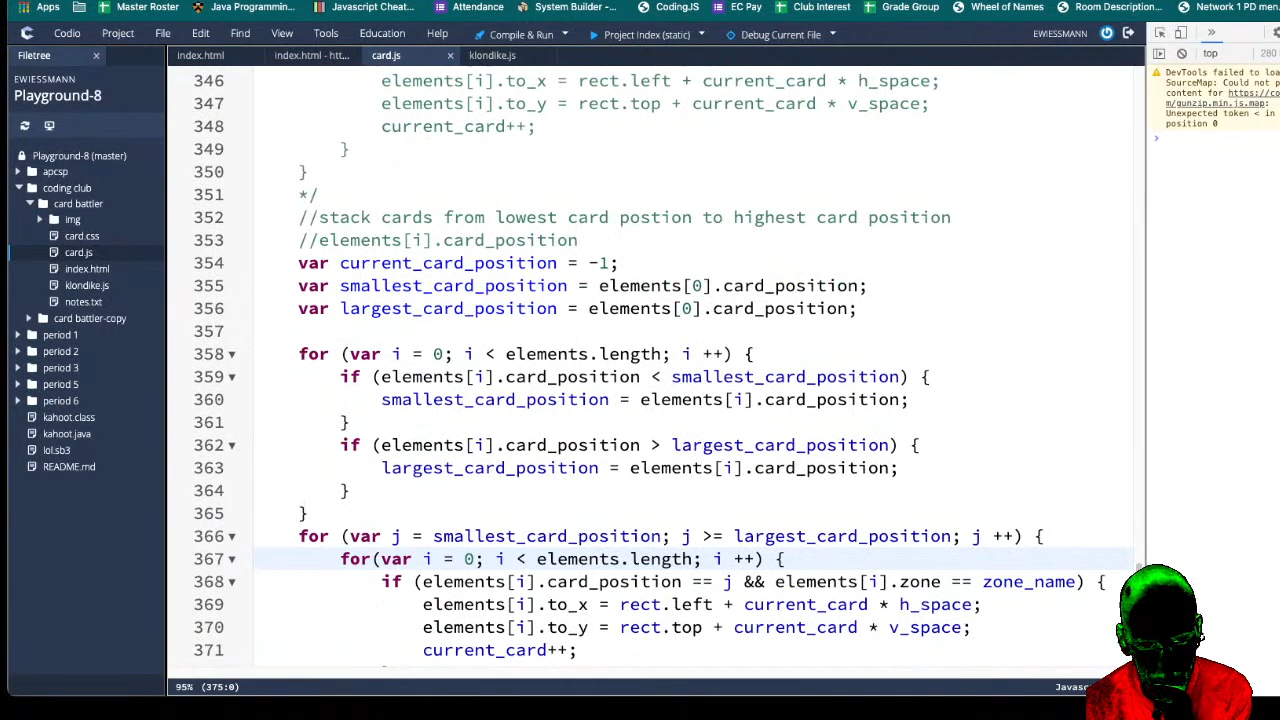 Apps Master Roster Java Programming... Javascript Cheat... Attendance System Builder -... CodingJS EC Pay Club Interest Grade Group Wheel of Names Room Description... Network 1 PD men.
Codio Project File Edit Find View Tools Education Help Compile & Run Project Index (static) Debug Current File EWIESSMANN top 280
Filetree × index.html index.html - htt... card.js × klondike.js
EWIESSMANN
Playground-8
Playground-8 (master)
apcsp
coding club
card battler
img
card.css
card.js
index.html
klondike.js
notes.txt
card battler-copy
period 1
period 2
period 3
period 5
period 6
kahoot.class
kahoot.java
lol.sb3
README.md
346 elements[i].to_x = rect.left + current_card * h_space;
347 elements[i].to_y = rect.top + current_card * v_space;
348 current_card++;
349 }
350 }
351 */
352 //stack cards from lowest card postion to highest card position
353 //elements[i].card_position
354 var current_card_position = -1;
355 var smallest_card_position = elements[0].card_position;
356 var largest_card_position = elements[0].card_position;
357
358 for (var i = 0; i < elements.length; i ++) {
359 if (elements[i].card_position < smallest_card_position) {
360 smallest_card_position = elements[i].card_position;
361 }
362 if (elements[i].card_position > largest_card_position) {
363 largest_card_position = elements[i].card_position;
364 }
365 }
366 for (var j = smallest_card_position; j >= largest_card_position; j ++) {
367 for(var i = 0; i < elements.length; i ++) {
368 if (elements[i].card_position == j && elements[i].zone == zone_name) {
369 elements[i].to_x = rect.left + current_card * h_space;
370 elements[i].to_y = rect.top + current_card * v_space;
371 current_card++;
95% (375:0)
DevTools failed to loa
SourceMap: Could not p
content for https://co
m/gunzip.min.js.map:
Unexpected token < in
position 0